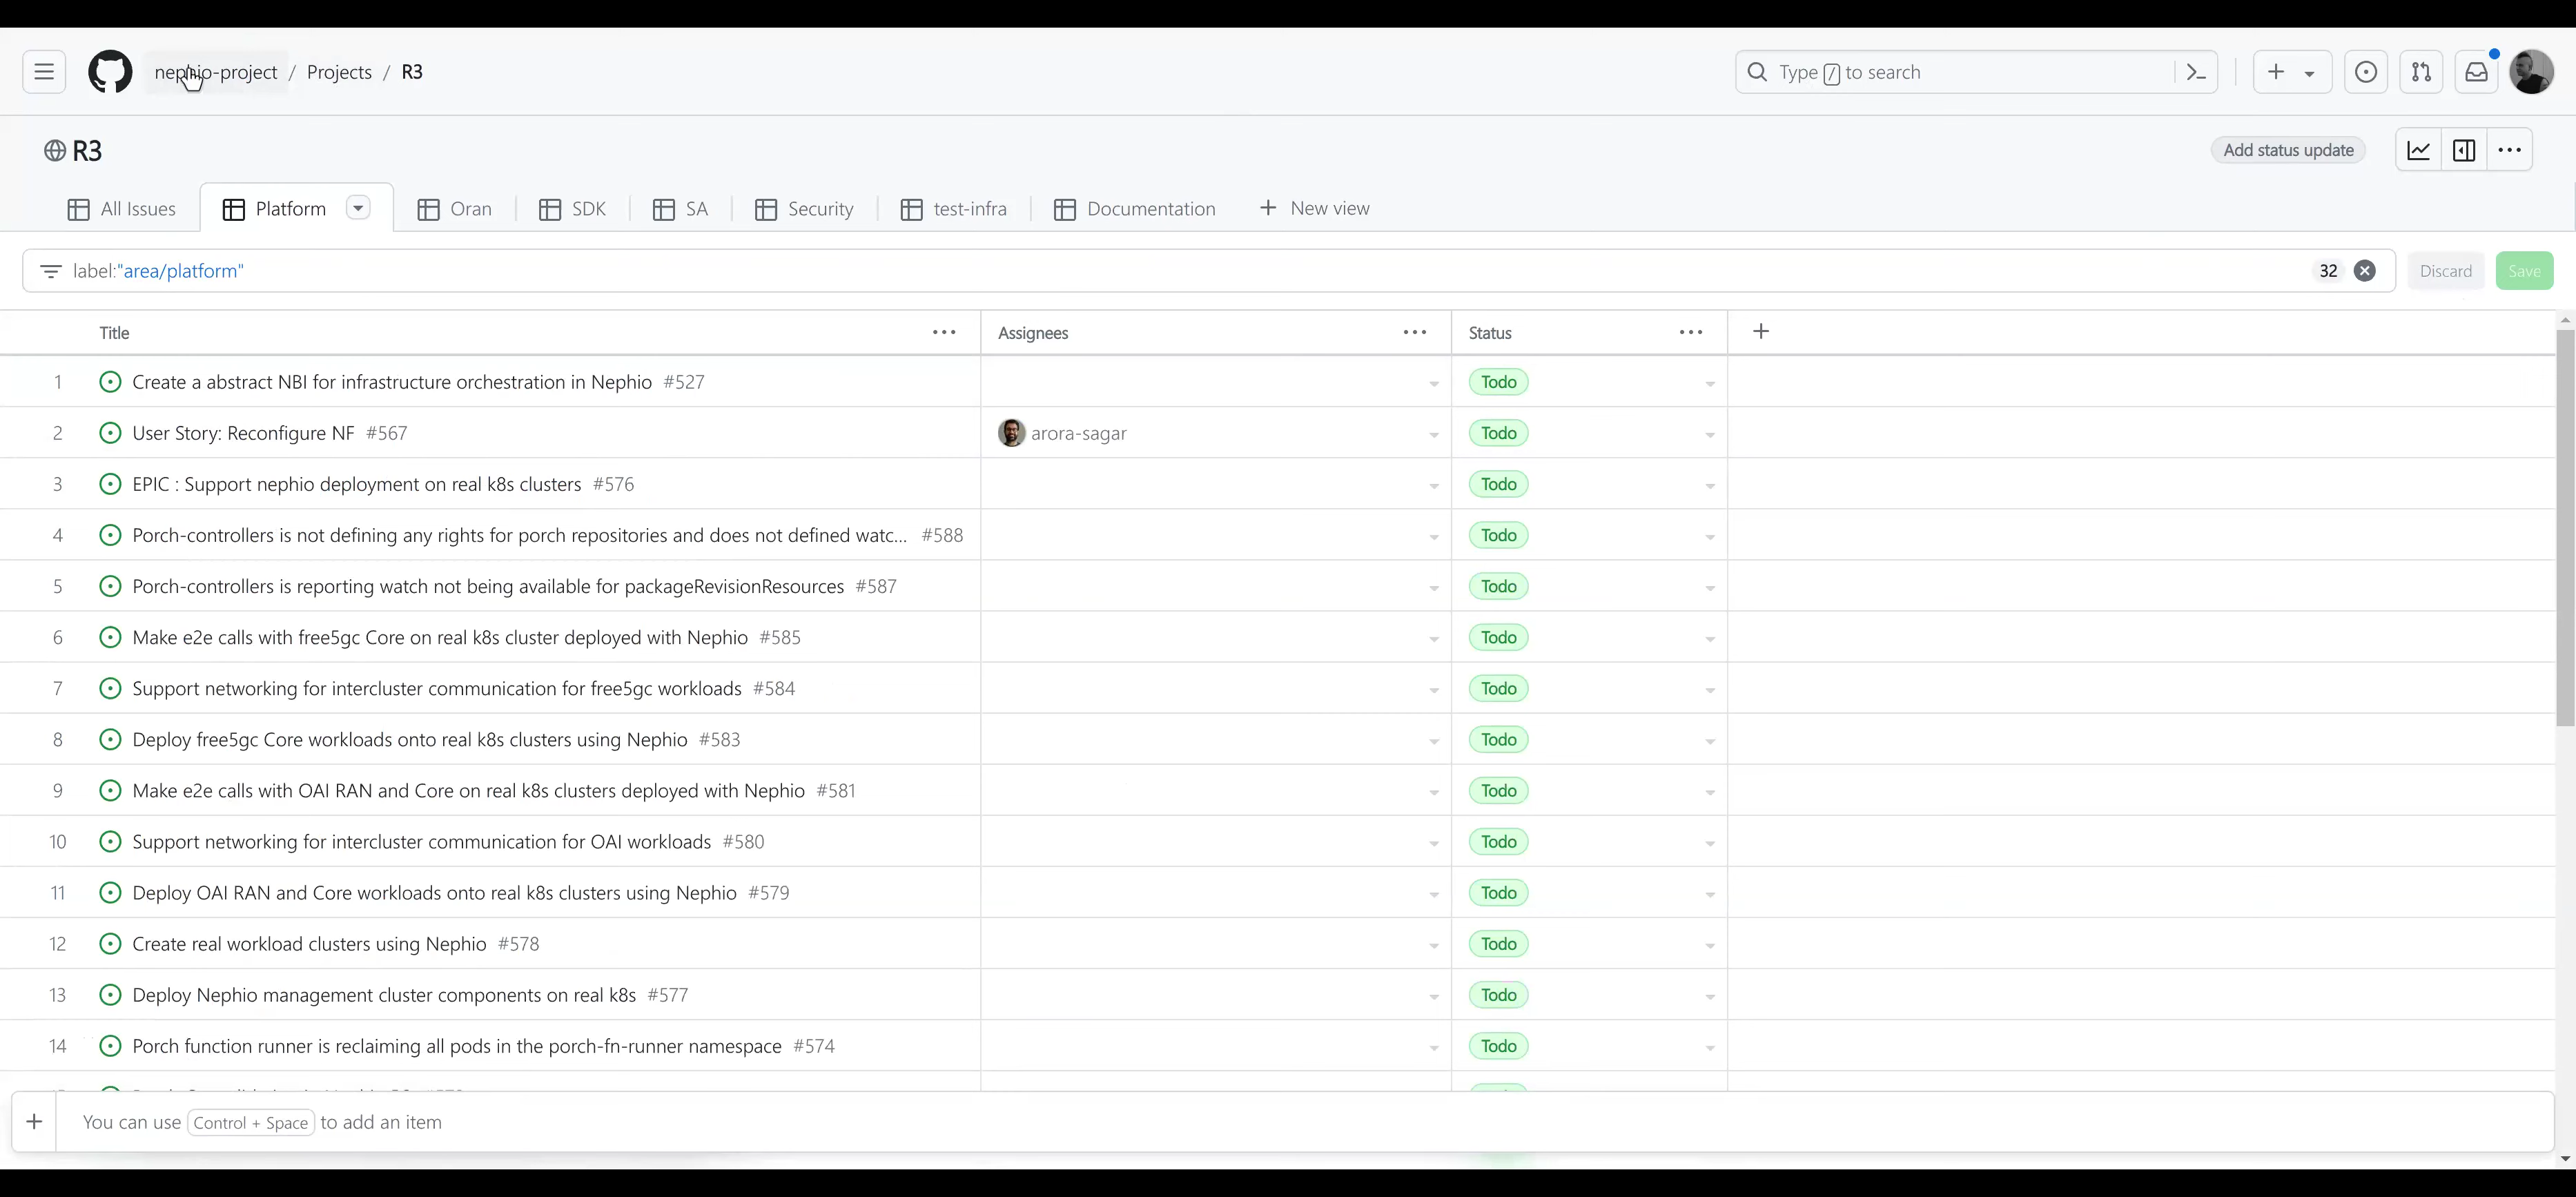 nephio-project / Projects / R3
Type / to search
R3
Add status update
All Issues Platform Oran SDK SA Security test-infra Documentation + New view
label:"area/platform" 32 Discard Save
Title Assignees Status
1 Create a abstract NBI for infrastructure orchestration in Nephio #527 Todo
2 User Story: Reconfigure NF #567 arora-sagar Todo
3 EPIC : Support nephio deployment on real k8s clusters #576 Todo
4 Porch-controllers is not defining any rights for porch repositories and does not defined watc... #588 Todo
5 Porch-controllers is reporting watch not being available for packageRevisionResources #587 Todo
6 Make e2e calls with free5gc Core on real k8s cluster deployed with Nephio #585 Todo
7 Support networking for intercluster communication for free5gc workloads #584 Todo
8 Deploy free5gc Core workloads onto real k8s clusters using Nephio #583 Todo
9 Make e2e calls with OAI RAN and Core on real k8s clusters deployed with Nephio #581 Todo
10 Support networking for intercluster communication for OAI workloads #580 Todo
11 Deploy OAI RAN and Core workloads onto real k8s clusters using Nephio #579 Todo
12 Create real workload clusters using Nephio #578 Todo
13 Deploy Nephio management cluster components on real k8s #577 Todo
14 Porch function runner is reclaiming all pods in the porch-fn-runner namespace #574 Todo
+ You can use Control + Space to add an item